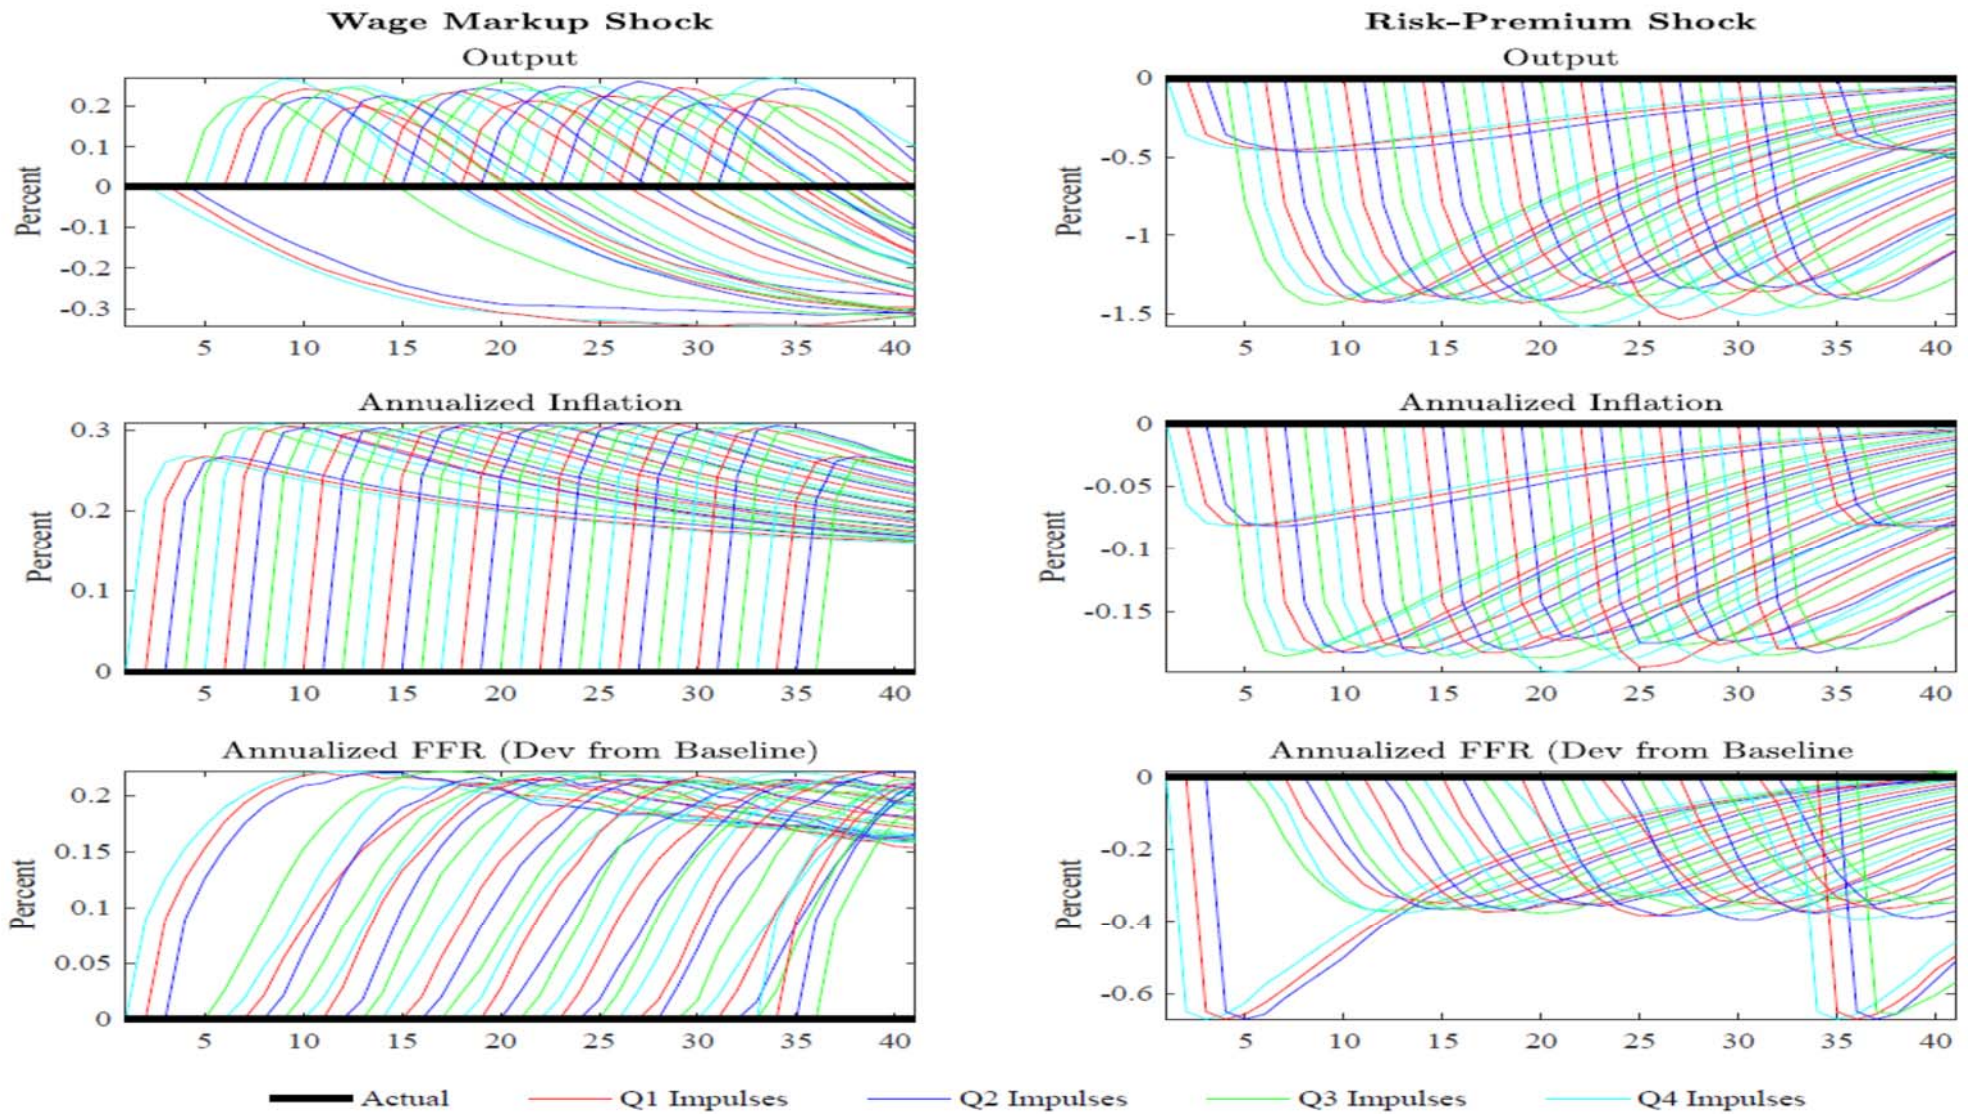 Wage Markup Shock
Output
Percent
0.2
0.1
0
-0.1
-0.2
-0.3
5 10 15 20 25 30 35 40
Annualized Inflation
Percent
0.3
0.2
0.1
0
5 10 15 20 25 30 35 40
Annualized FFR (Dev from Baseline)
Percent
0.2
0.15
0.1
0.05
0
5 10 15 20 25 30 35 40
Risk-Premium Shock
Output
Percent
0
-0.5
-1
-1.5
5 10 15 20 25 30 35 40
Annualized Inflation
Percent
0
-0.05
-0.1
-0.15
5 10 15 20 25 30 35 40
Annualized FFR (Dev from Baseline
Percent
0
-0.2
-0.4
-0.6
5 10 15 20 25 30 35 40
Actual Q1 Impulses Q2 Impulses Q3 Impulses Q4 Impulses